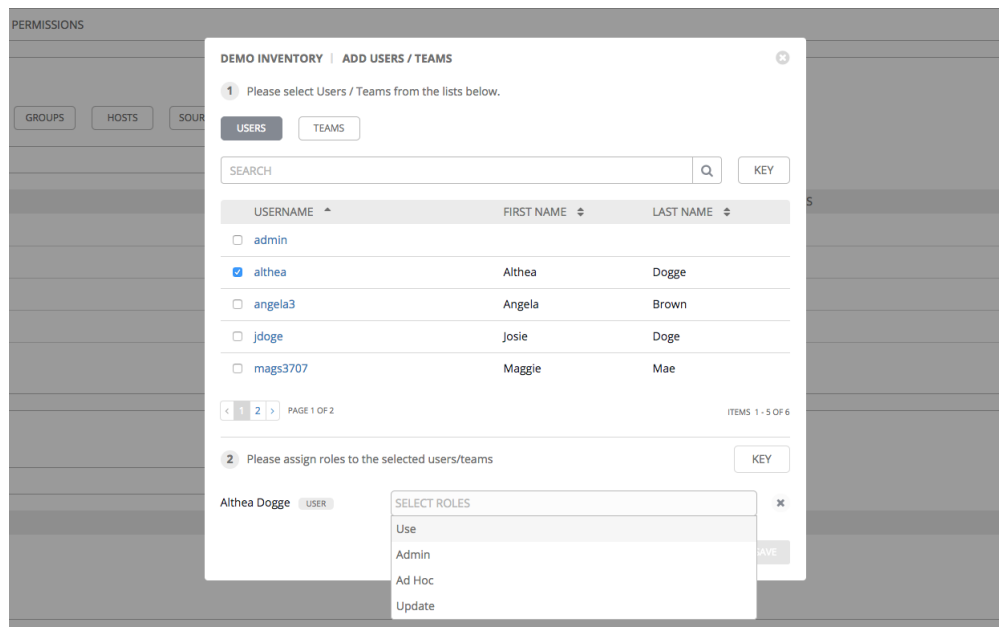 PERMISSIONS
DEMO INVENTORY | ADD USERS / TEAMS
1 Please select Users / Teams from the lists below.
GROUPS HOSTS SOUR
USERS TEAMS
SEARCH KEY
S
USERNAME FIRST NAME LAST NAME
admin
althea Althea Dogge
angela3 Angela Brown
jdoge Josie Doge
mags3707 Maggie Mae
1 2 PAGE 1 OF 2 ITEMS 1 - 5 OF 6
2 Please assign roles to the selected users/teams KEY
Althea Dogge USER SELECT ROLES
Use
Admin AVE
Ad Hoc
Update